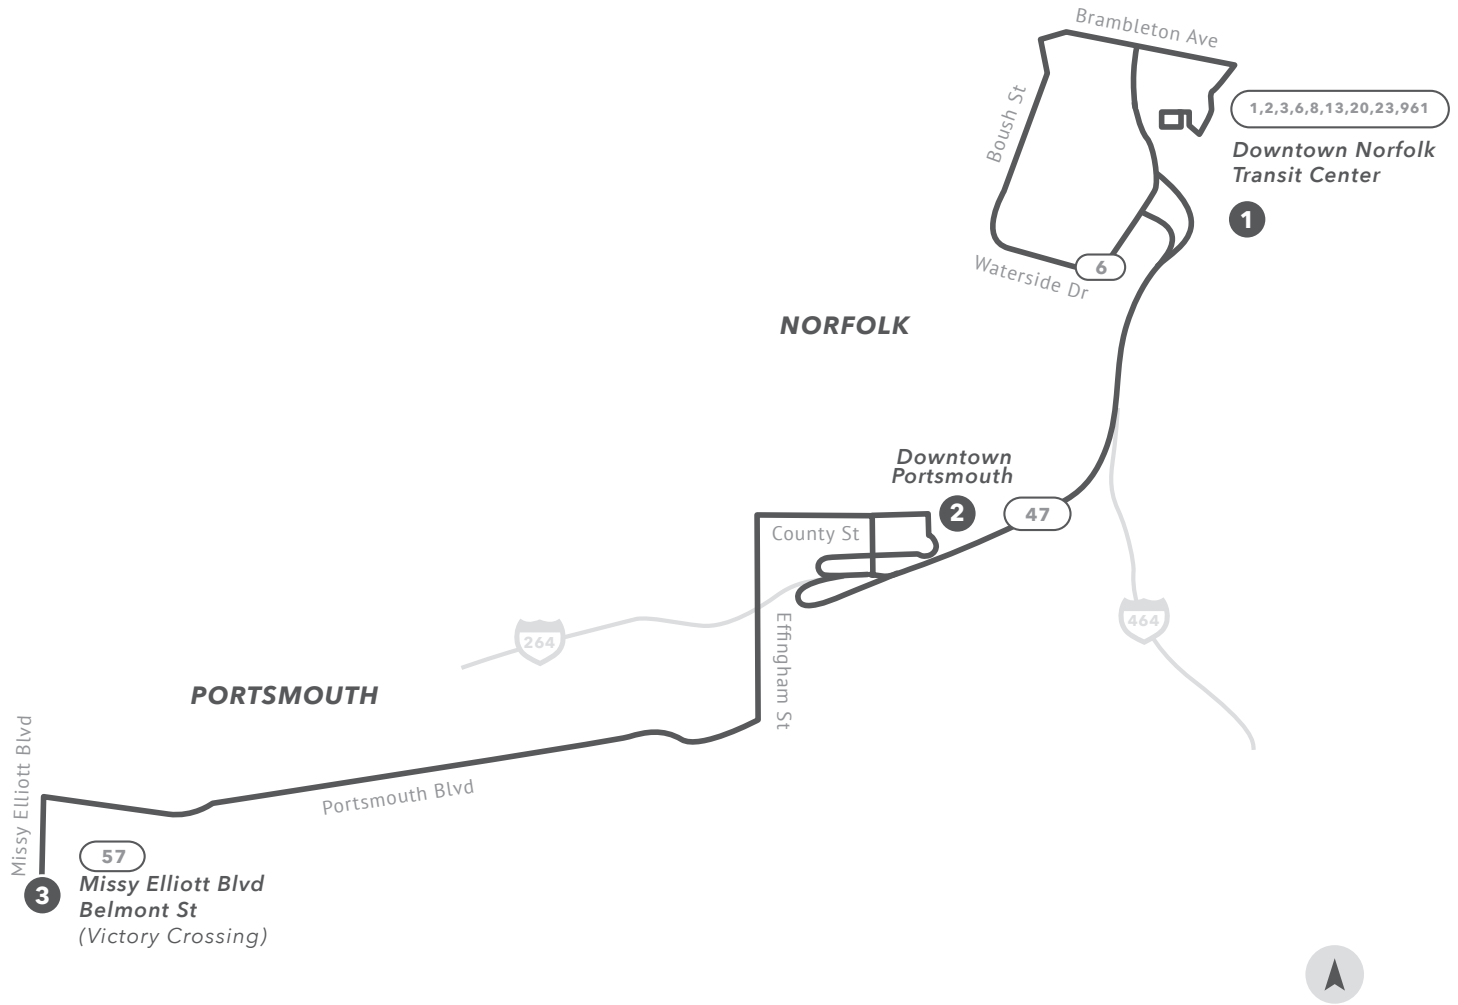 Brambleton Ave
Boush St
1,2,3,6,8,13,20,23,961
Downtown Norfolk
Transit Center
1
Waterside Dr
6
NORFOLK
Downtown
Portsmouth
2
47
County St
264
464
Effingham St
PORTSMOUTH
Missy Elliott Blvd
Portsmouth Blvd
57
3
Missy Elliott Blvd
Belmont St
(Victory Crossing)